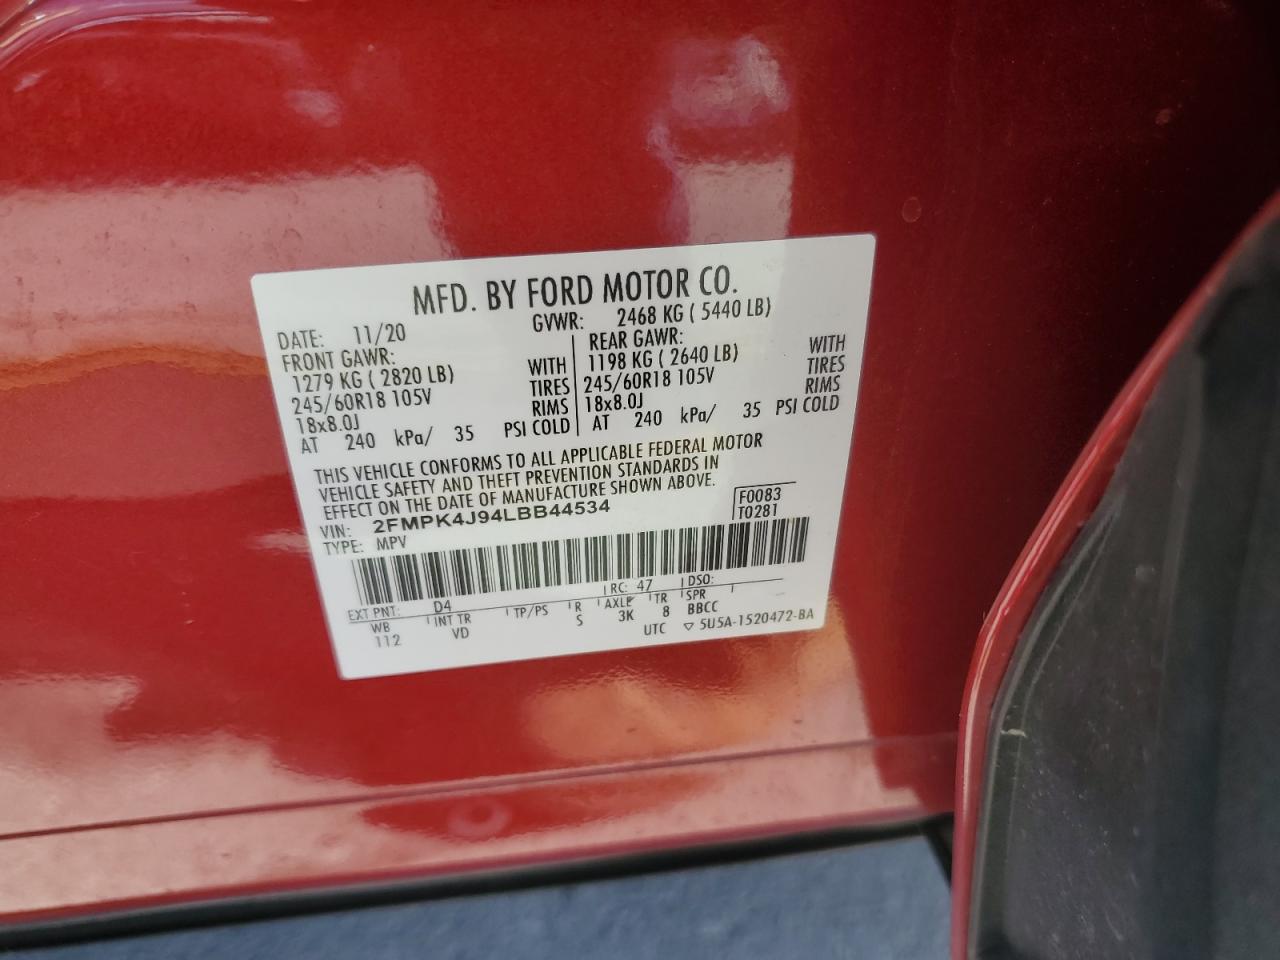 MFD. BY FORD MOTOR CO.
DATE: 11/20 GVWR: 2468 KG ( 5440 LB)
FRONT GAWR: REAR GAWR:
1279 KG ( 2820 LB) WITH 1198 KG ( 2640 LB) WITH
245/60R18 105V TIRES 245/60R18 105V TIRES
18x8.0J RIMS 18x8.0J RIMS
AT 240 kPa/ 35 PSI COLD AT 240 kPa/ 35 PSI COLD
THIS VEHICLE CONFORMS TO ALL APPLICABLE FEDERAL MOTOR
VEHICLE SAFETY AND THEFT PREVENTION STANDARDS IN
EFFECT ON THE DATE OF MANUFACTURE SHOWN ABOVE.
VIN: 2FMPK4J94LBB44534 F0083
TYPE: MPV T0281
EXT PNT: D4 RC: 47 DSO:
WB INT TR TP/PS R AXLE TR SPR
112 VD S 3K 8 BBCC
UTC ▽ 5U5A-1520472-BA